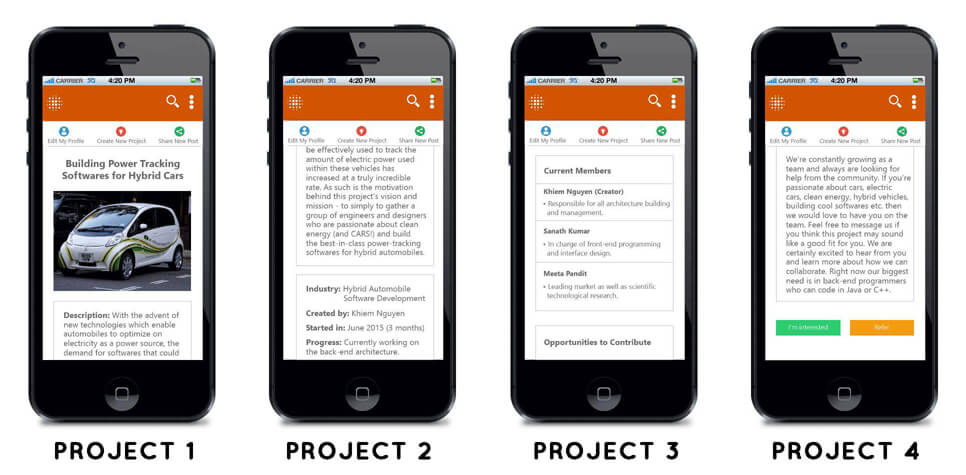 CARRIER 4:20 PM
Edit My Profile Create New Project Share New Post
Building Power Tracking
Softwares for Hybrid Cars
Description: With the advent of
new technologies which enable
automobiles to optimize on
electricity as a power source, the
demand for softwares that could
PROJECT 1
CARRIER 4:20 PM
Edit My Profile Create New Project Share New Post
be effectively used to track the
amount of electric power used
within these vehicles has
increased at a truly incredible
rate. As such is the motivation
behind this project's vision and
mission - to simply to gather a
group of engineers and designers
who are passionate about clean
energy (and CARS!) and build
the best-in-class power-tracking
softwares for hybrid automobiles.
Industry: Hybrid Automobile
Software Development
Created by: Khiem Nguyen
Started in: June 2015 (3 months)
Progress: Currently working on
the back-end architecture.
PROJECT 2
CARRIER 4:20 PM
Edit My Profile Create New Project Share New Post
Current Members
Khiem Nguyen (Creator)
• Responsible for all architecture building
and management.
Sanath Kumar
• In charge of front-end programming
and interface design.
Meeta Pandit
• Leading market as well as scientific
technological research.
Opportunities to Contribute
PROJECT 3
CARRIER 4:20 PM
Edit My Profile Create New Project Share New Post
We're constantly growing as a
team and always are looking for
help from the community. If you're
passionate about cars, electric
cars, clean energy, hybrid vehicles,
building cool softwares etc. then
we would love to have you on the
team. Feel free to message us if
you think this project may sound
like a good fit for you. We are
certainly excited to hear from you
and learn more about how we can
collaborate. Right now our biggest
need is in back-end programmers
who can code in Java or C++.
I'm interested Refer
PROJECT 4